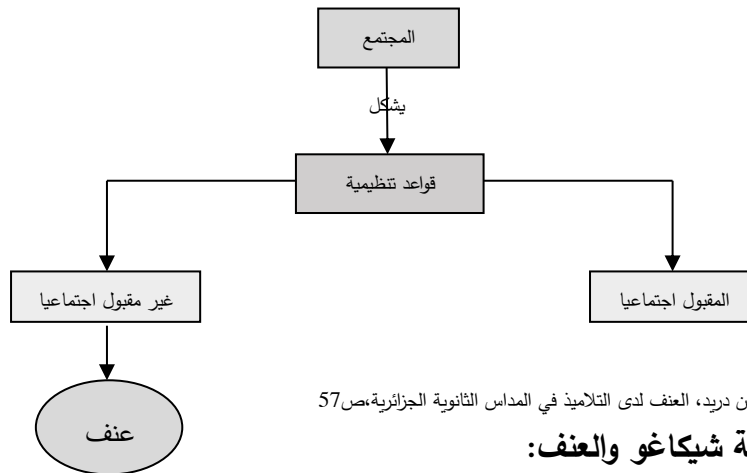 المجتمع
يشكل
قواعد تنظيمية
المقبول اجتماعيا
غير مقبول اجتماعيا
عنف
ن دريد، العنف لدى التلاميذ في المداس الثانوية الجزائرية،ص57
ة شيكاغو والعنف: